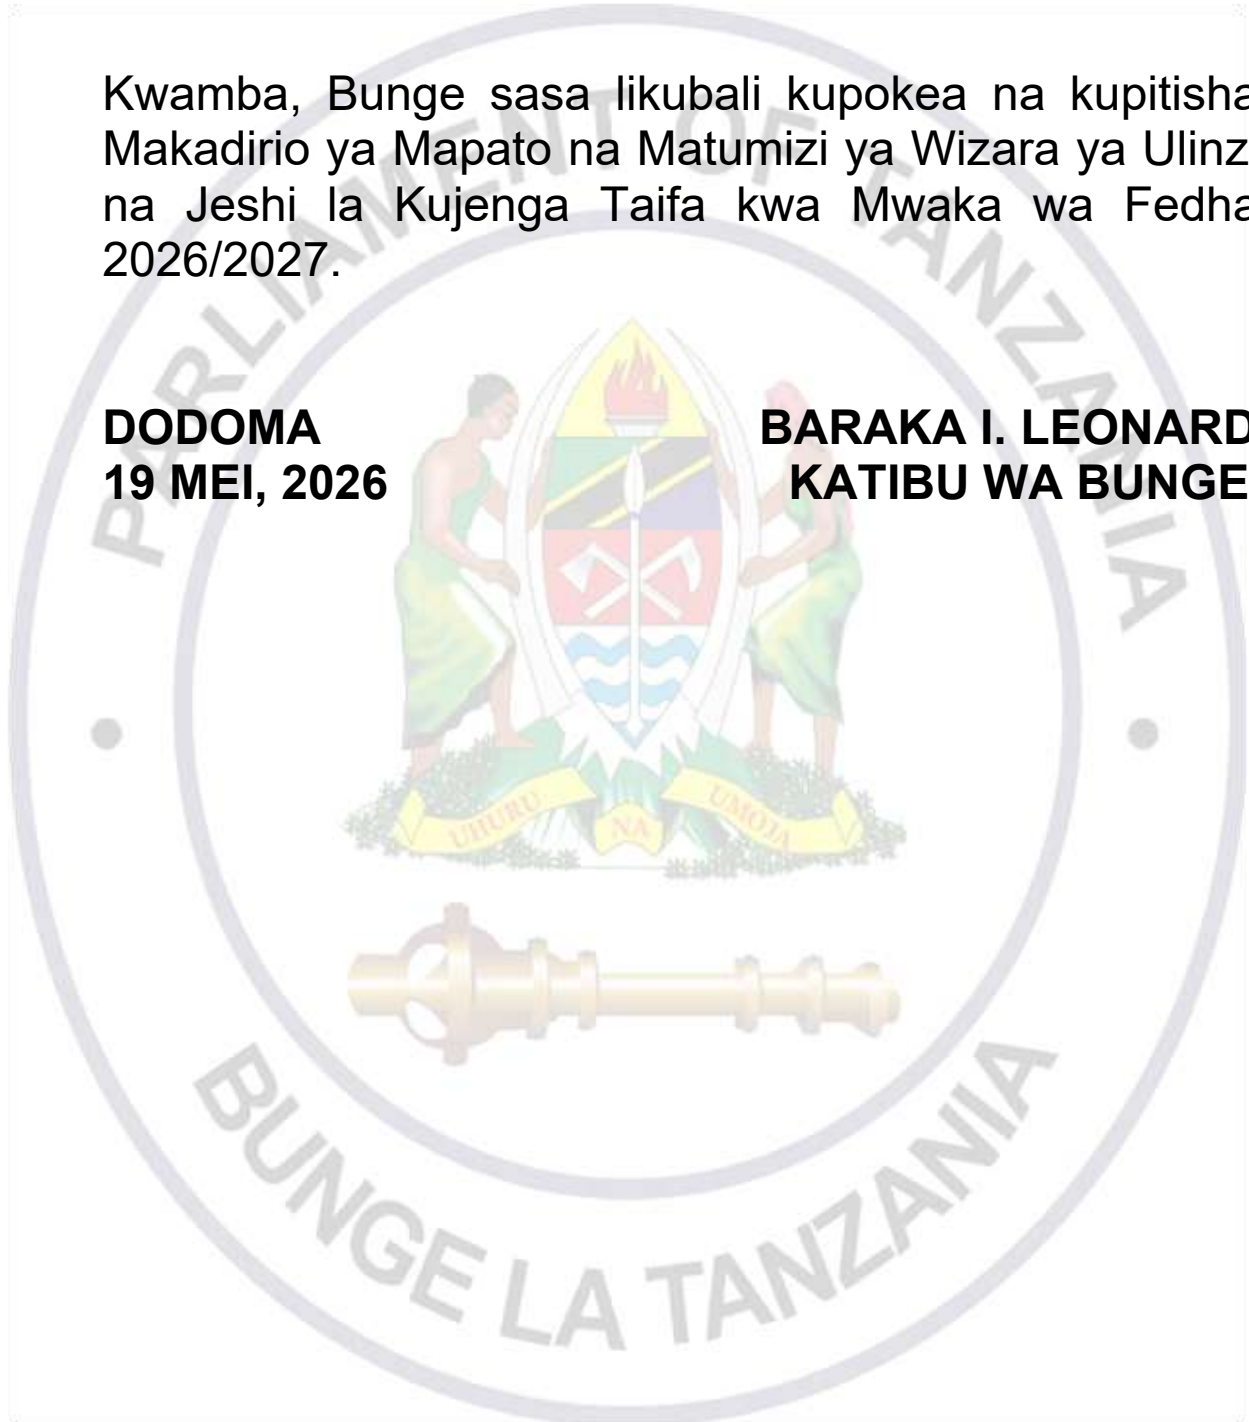 Kwamba, Bunge sasa likubali kupokea na kupitisha
Makadirio ya Mapato na Matumizi ya Wizara ya Ulinzi
na Jeshi la Kujenga Taifa kwa Mwaka wa Fedha
2026/2027.
DODOMA BARAKA I. LEONARD
19 MEI, 2026 KATIBU WA BUNGE
PARLIAMENT OF TANZANIA
UHURU NA UMOJA
BUNGE LA TANZANIA